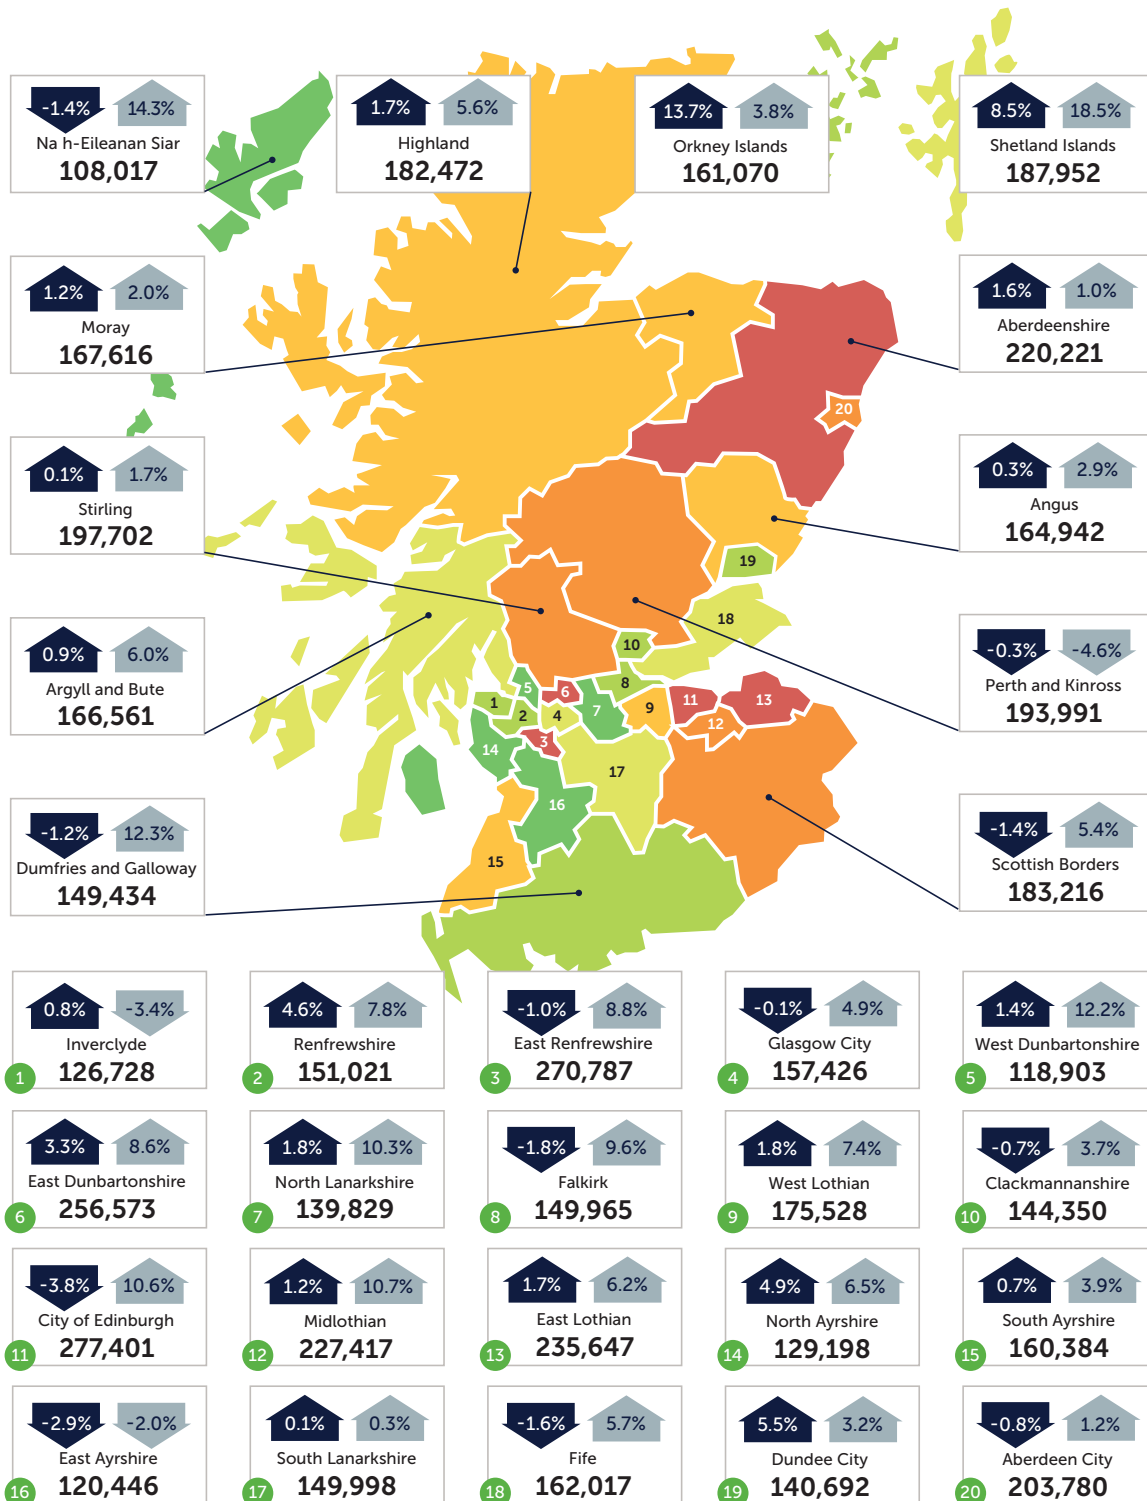 -1.4% 14.3%
Na h-Eileanan Siar
108,017
1.7% 5.6%
Highland
182,472
13.7% 3.8%
Orkney Islands
161,070
8.5% 18.5%
Shetland Islands
187,952
1.2% 2.0%
Moray
167,616
1.6% 1.0%
Aberdeenshire
220,221
20
0.1% 1.7%
Stirling
197,702
0.3% 2.9%
Angus
164,942
19
0.9% 6.0%
Argyll and Bute
166,561
18
10
-0.3% -4.6%
Perth and Kinross
193,991
5
6
8
1
2
4
7
9
11
13
12
3
14
17
16
15
-1.2% 12.3%
Dumfries and Galloway
149,434
-1.4% 5.4%
Scottish Borders
183,216
0.8% -3.4%
Inverclyde
1 126,728
4.6% 7.8%
Renfrewshire
2 151,021
-1.0% 8.8%
East Renfrewshire
3 270,787
-0.1% 4.9%
Glasgow City
4 157,426
1.4% 12.2%
West Dunbartonshire
5 118,903
3.3% 8.6%
East Dunbartonshire
6 256,573
1.8% 10.3%
North Lanarkshire
7 139,829
-1.8% 9.6%
Falkirk
8 149,965
1.8% 7.4%
West Lothian
9 175,528
-0.7% 3.7%
Clackmannanshire
10 144,350
-3.8% 10.6%
City of Edinburgh
11 277,401
1.2% 10.7%
Midlothian
12 227,417
1.7% 6.2%
East Lothian
13 235,647
4.9% 6.5%
North Ayrshire
14 129,198
0.7% 3.9%
South Ayrshire
15 160,384
-2.9% -2.0%
East Ayrshire
16 120,446
0.1% 0.3%
South Lanarkshire
17 149,998
-1.6% 5.7%
Fife
18 162,017
5.5% 3.2%
Dundee City
19 140,692
-0.8% 1.2%
Aberdeen City
20 203,780